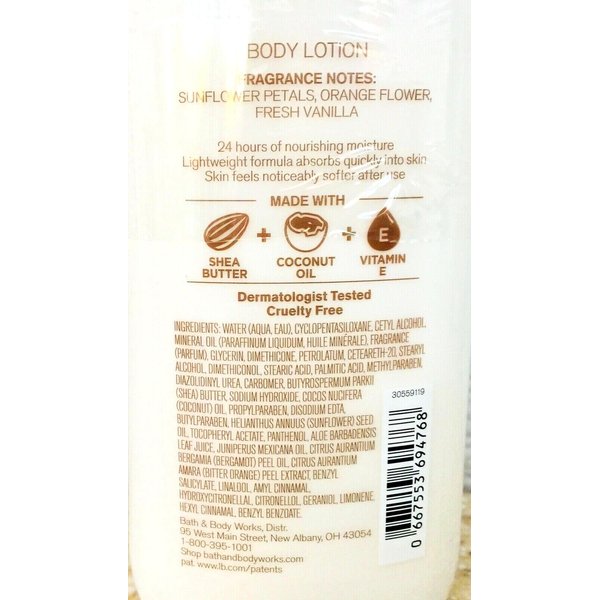 BODY LOTiON
FRAGRANCE NOTES:
SUNFLOWER PETALS, ORANGE FLOWER,
FRESH VANILLA
24 hours of nourishing moisture
Lightweight formula absorbs quickly into skin
Skin feels noticeably softer after use
MADE WITH
SHEA BUTTER + COCONUT OIL + E VITAMIN E
Dermatologist Tested
Cruelty Free
INGREDIENTS: WATER (AQUA, EAU), CYCLOPENTASILOXANE, CETYL ALCOHOL,
MINERAL OIL (PARAFFINUM LIQUIDUM, HUILE MINÉRALE), FRAGRANCE
(PARFUM), GLYCERIN, DIMETHICONE, PETROLATUM, CETEARETH-20, STEARYL
ALCOHOL, DIMETHICONOL, STEARIC ACID, PALMITIC ACID, METHYLPARABEN,
DIAZOLIDINYL UREA, CARBOMER, BUTYROSPERMUM PARKII
(SHEA) BUTTER, SODIUM HYDROXIDE, COCOS NUCIFERA
(COCONUT) OIL, PROPYLPARABEN, DISODIUM EDTA,
BUTYLPARABEN, HELIANTHUS ANNUUS (SUNFLOWER) SEED
OIL, TOCOPHERYL ACETATE, PANTHENOL, ALOE BARBADENSIS
LEAF JUICE, JUNIPERUS MEXICANA OIL, CITRUS AURANTIUM
BERGAMIA (BERGAMOT) PEEL OIL, CITRUS AURANTIUM
AMARA (BITTER ORANGE) PEEL EXTRACT, BENZYL
SALICYLATE, LINALOOL, AMYL CINNAMAL,
HYDROXYCITRONELLAL, CITRONELLOL, GERANIOL, LIMONENE,
HEXYL CINNAMAL, BENZYL BENZOATE.
Bath & Body Works, Distr.
95 West Main Street, New Albany, OH 43054
1-800-395-1001
Shop bathandbodyworks.com
pat. www.lb.com/patents
30559119
0 667553 694768